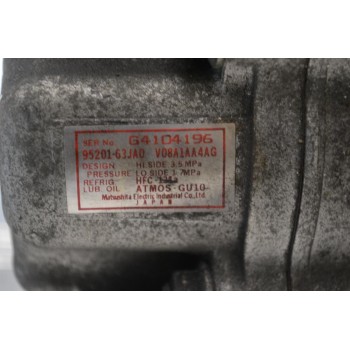 SER.No G4104196
95201-63JA0 V08A1AA4AG
DESIGN HI SIDE 3.5MPa
PRESSURE LO SIDE 1.7MPa
REFRIG. HFC-134a
LUB. OIL ATMOS-GU10
Matsushita Electric Industrial Co.,Ltd.
JAPAN